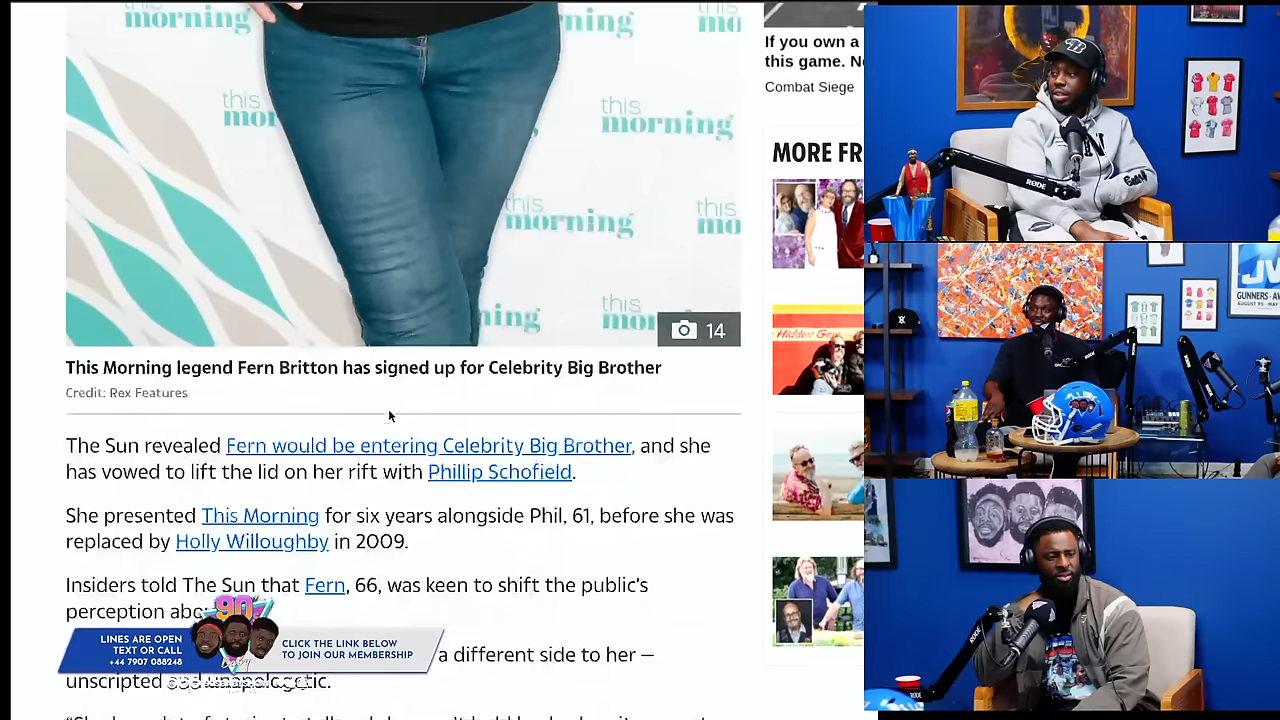 this
morning
this
morning
this
morning
this
morning
this
morning
this
14
This Morning legend Fern Britton has signed up for Celebrity Big Brother
Credit: Rex Features
The Sun revealed Fern would be entering Celebrity Big Brother, and she
has vowed to lift the lid on her rift with Phillip Schofield.
She presented This Morning for six years alongside Phil, 61, before she was
replaced by Holly Willoughby in 2009.
Insiders told The Sun that Fern, 66, was keen to shift the public's
perception
a different side to her –
unscripted
LINES ARE OPEN
TEXT OR CALL
+44 7907 088248
90
CLICK THE LINK BELOW
TO JOIN OUR MEMBERSHIP
If you own a
this game.
Combat Siege
MORE FR
RØDE
RØDE
RØDE
GUNNERS